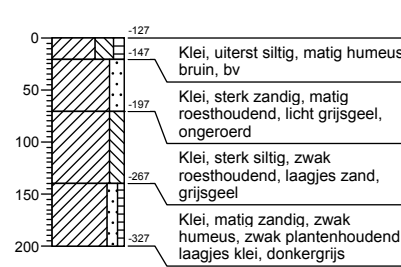 0
-127
Klei, uiterst siltig, matig humeus
bruin, bv
-147
50
Klei, sterk zandig, matig
roesthoudend, licht grijsgeel,
ongeroerd
-197
100
Klei, sterk siltig, zwak
roesthoudend, laagjes zand,
grijsgeel
-267
150
Klei, matig zandig, zwak
humeus, zwak plantenhoudend
laagjes klei, donkergrijs
-327
200